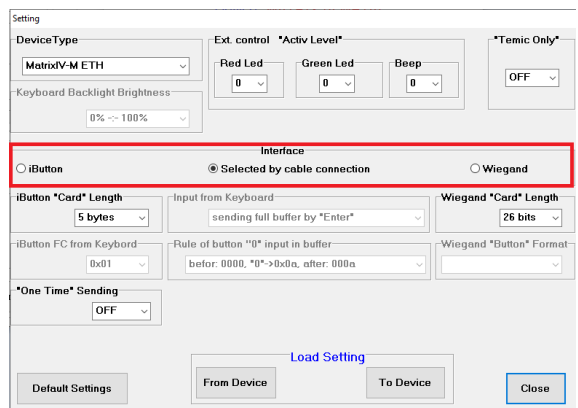 Setting
DeviceType
MatrixIV-M ETH
Keyboard Backlight Brightness
0% -:- 100%
Ext. control "Activ Level"
Red Led
0
Green Led
0
Beep
0
"Temic Only"
OFF
Interface
iButton
Selected by cable connection
Wiegand
iButton "Card" Length
5 bytes
Input from Keyboard
sending full buffer by "Enter"
Wiegand "Card" Length
26 bits
iButton FC from Keybord
0x01
Rule of button "0" input in buffer
befor: 0000, "0"->0x0a, after: 000a
Wiegand "Button" Format
"One Time" Sending
OFF
Load Setting
Default Settings
From Device
To Device
Close